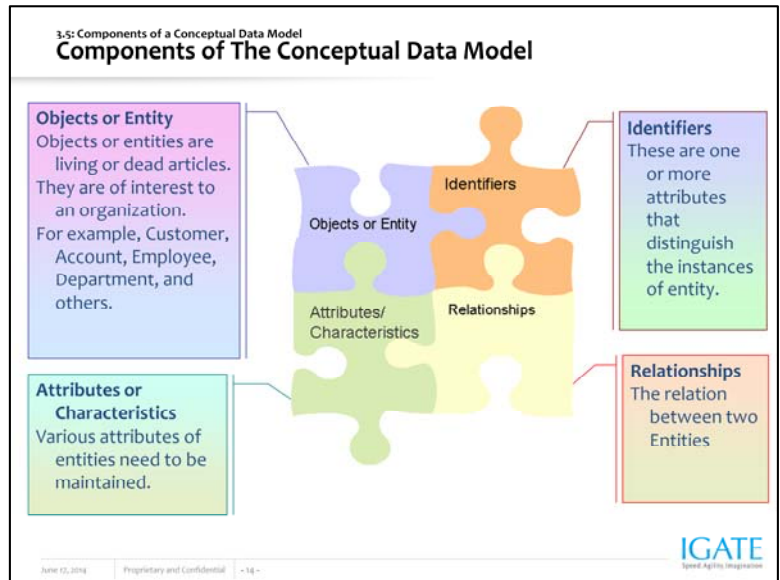 3.5: Components of a Conceptual Data Model
Components of The Conceptual Data Model
Objects or Entity
Objects or entities are
living or dead articles.
They are of interest to
an organization.
For example, Customer,
Account, Employee,
Department, and
others.
Attributes or
Characteristics
Various attributes of
entities need to be
maintained.
Objects or Entity
Identifiers
Attributes/
Characteristics
Relationships
Identifiers
These are one
or more
attributes
that
distinguish
the instances
of entity.
Relationships
The relation
between two
Entities
June 17, 2014 Proprietary and Confidential - 14 -
IGATE
Speed.Agility.Imagination